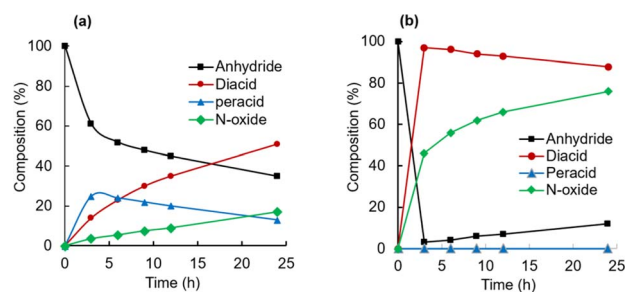 (a)
100
80
60
40
20
0
Composition (%)
Anhydride
Diacid
peracid
N-oxide
0 5 10 15 20 25
Time (h)
(b)
100
80
60
40
20
0
Composition (%)
Anhydride
Diacid
Peracid
N-oxide
0 5 10 15 20 25
Time (h)